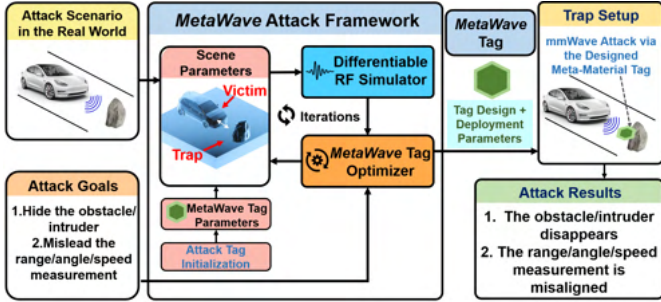 Attack Scenario
in the Real World
MetaWave Attack Framework
Scene
Parameters
Victim
Trap
Differentiable
RF Simulator
Iterations
MetaWave Tag
Optimizer
MetaWave Tag
Parameters
Attack Tag
Initialization
Attack Goals
1.Hide the obstacle/
intruder
2.Mislead the
range/angle/speed
measurement
MetaWave
Tag
Tag Design +
Deployment
Parameters
Trap Setup
mmWave Attack via
the Designed
Meta-Material Tag
Attack Results
1. The obstacle/intruder
disappears
2. The range/angle/speed
measurement is
misaligned